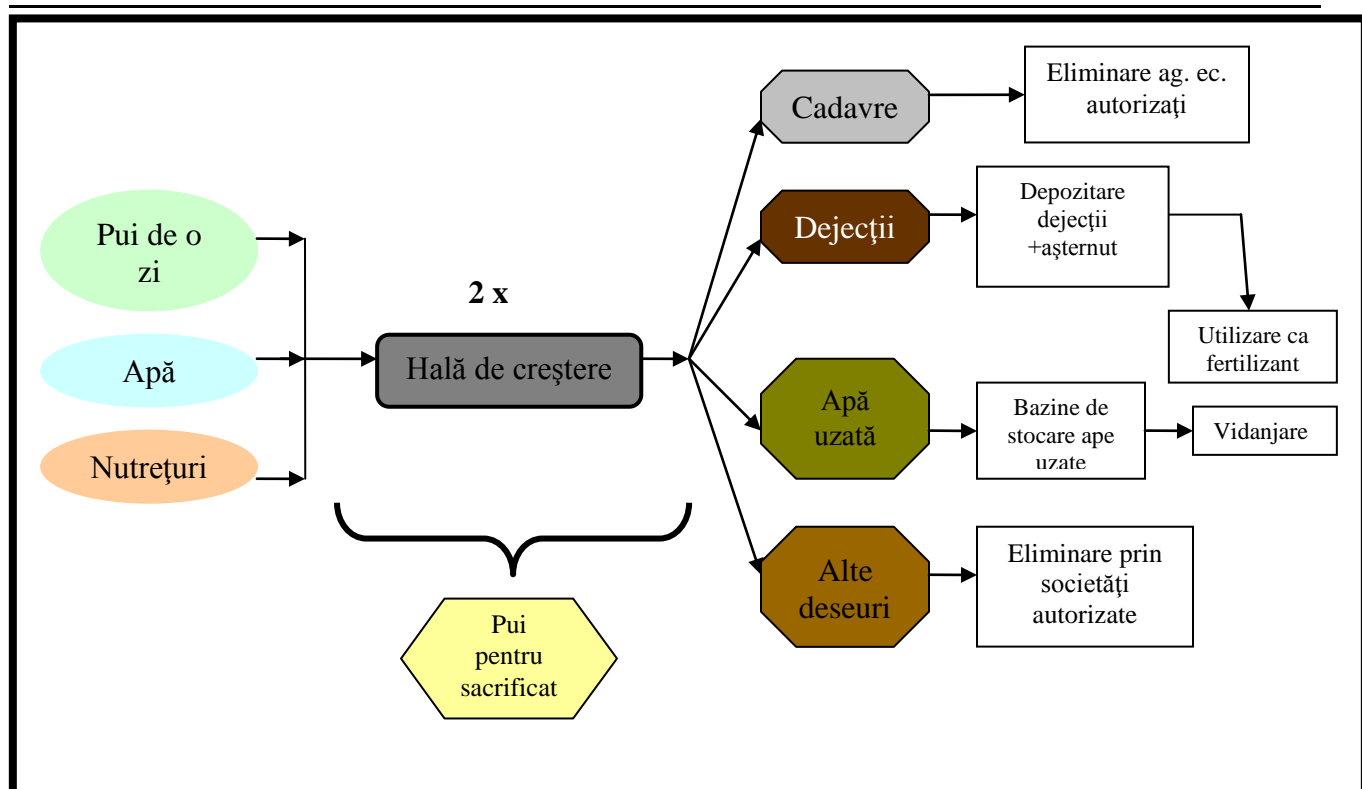 Pui de o
zi
Apă
Nutreţuri
2 x
Hală de creştere
Pui
pentru
sacrificat
Cadavre
Eliminare ag. ec.
autorizaţi
Dejecţii
Depozitare
dejecţii
+aşternut
Utilizare ca
fertilizant
Apă
uzată
Bazine de
stocare ape
uzate
Vidanjare
Alte
deseuri
Eliminare prin
societăţi
autorizate